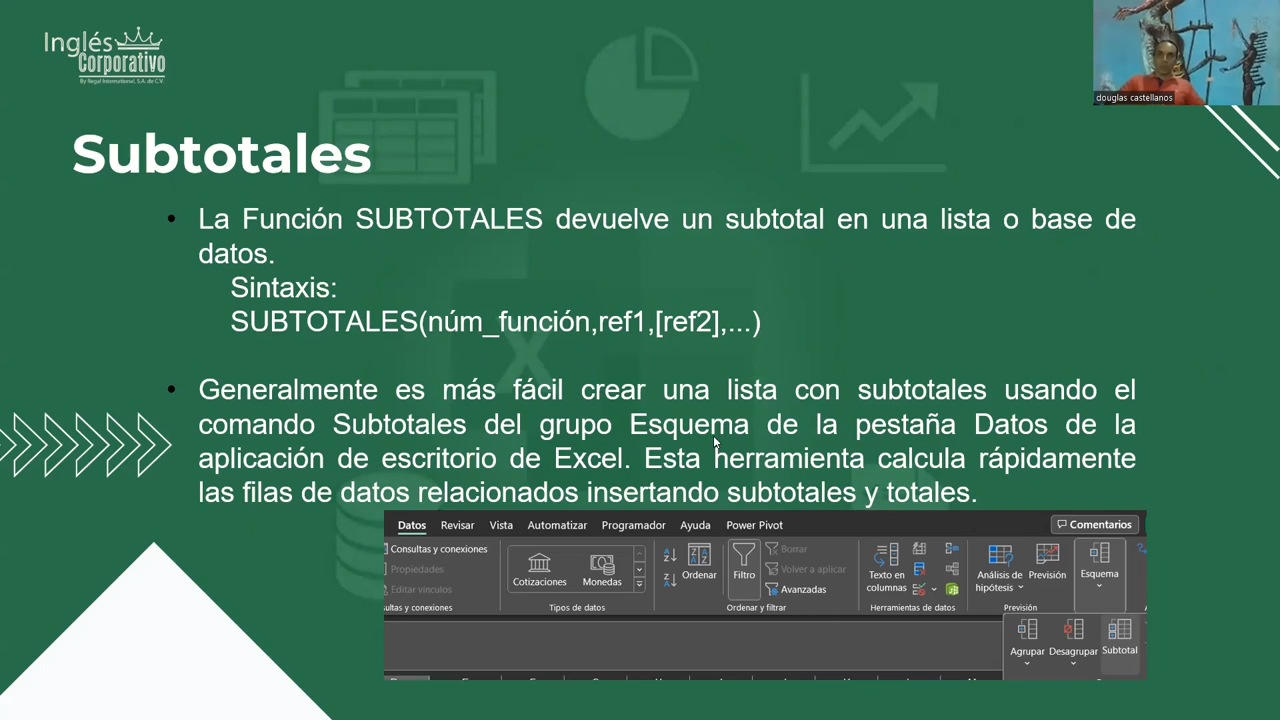 Inglés
Corporativo
By Regal International, S.A. de C.V.
douglas castellanos
Subtotales
• La Función SUBTOTALES devuelve un subtotal en una lista o base de
datos.
Sintaxis:
SUBTOTALES(núm_función,ref1,[ref2],...)
• Generalmente es más fácil crear una lista con subtotales usando el
comando Subtotales del grupo Esquema de la pestaña Datos de la
aplicación de escritorio de Excel. Esta herramienta calcula rápidamente
las filas de datos relacionados insertando subtotales y totales.
Datos Revisar Vista Automatizar Programador Ayuda Power Pivot Comentarios
Consultas y conexiones
Propiedades
Editar vínculos
sultas y conexiones
Cotizaciones Monedas
Tipos de datos
Ordenar
Filtro
Borrar
Volver a aplicar
Avanzadas
Ordenar y filtrar
Texto en
columnas
Herramientas de datos
Análisis de
hipótesis
Previsión
Previsión
Esquema
Agrupar Desagrupar Subtotal